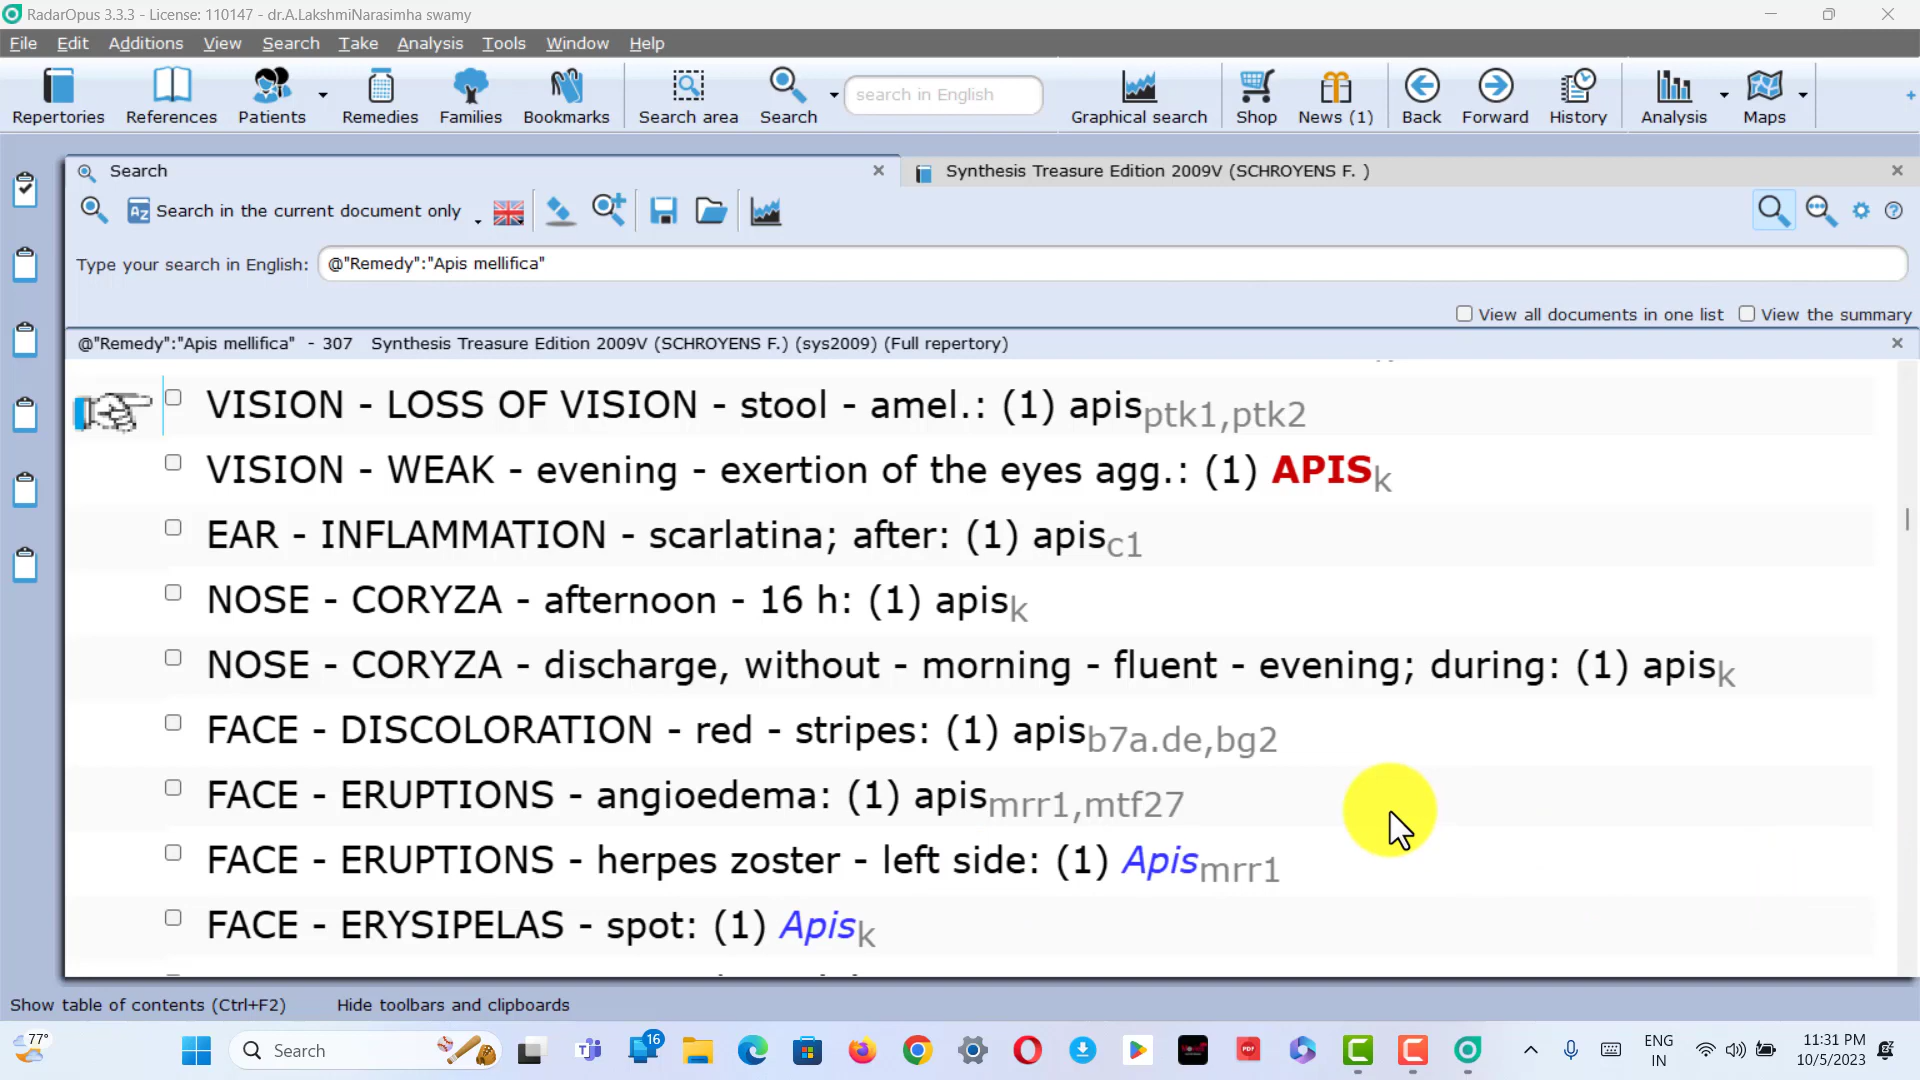 RadarOpus 3.3.3 - License: 110147 - dr.A.LakshmiNarasimha swamy
File Edit Additions View Search Take Analysis Tools Window Help
Repertories References Patients Remedies Families Bookmarks Search area Search search in English Graphical search Shop News (1) Back Forward History Analysis Maps
Search
Synthesis Treasure Edition 2009V (SCHROYENS F. )
AZ Search in the current document only
Type your search in English: @"Remedy":"Apis mellifica"
View all documents in one list View the summary
@"Remedy":"Apis mellifica" - 307 Synthesis Treasure Edition 2009V (SCHROYENS F.) (sys2009) (Full repertory)
VISION - LOSS OF VISION - stool - amel.: (1) apisptk1,ptk2
VISION - WEAK - evening - exertion of the eyes agg.: (1) APISk
EAR - INFLAMMATION - scarlatina; after: (1) apisc1
NOSE - CORYZA - afternoon - 16 h: (1) apisk
NOSE - CORYZA - discharge, without - morning - fluent - evening; during: (1) apisk
FACE - DISCOLORATION - red - stripes: (1) apisb7a.de,bg2
FACE - ERUPTIONS - angioedema: (1) apismrr1,mtf27
FACE - ERUPTIONS - herpes zoster - left side: (1) Apismrr1
FACE - ERYSIPELAS - spot: (1) Apisk
Show table of contents (Ctrl+F2) Hide toolbars and clipboards
77°
Search
16
PDF
ENG
IN
11:31 PM
10/5/2023